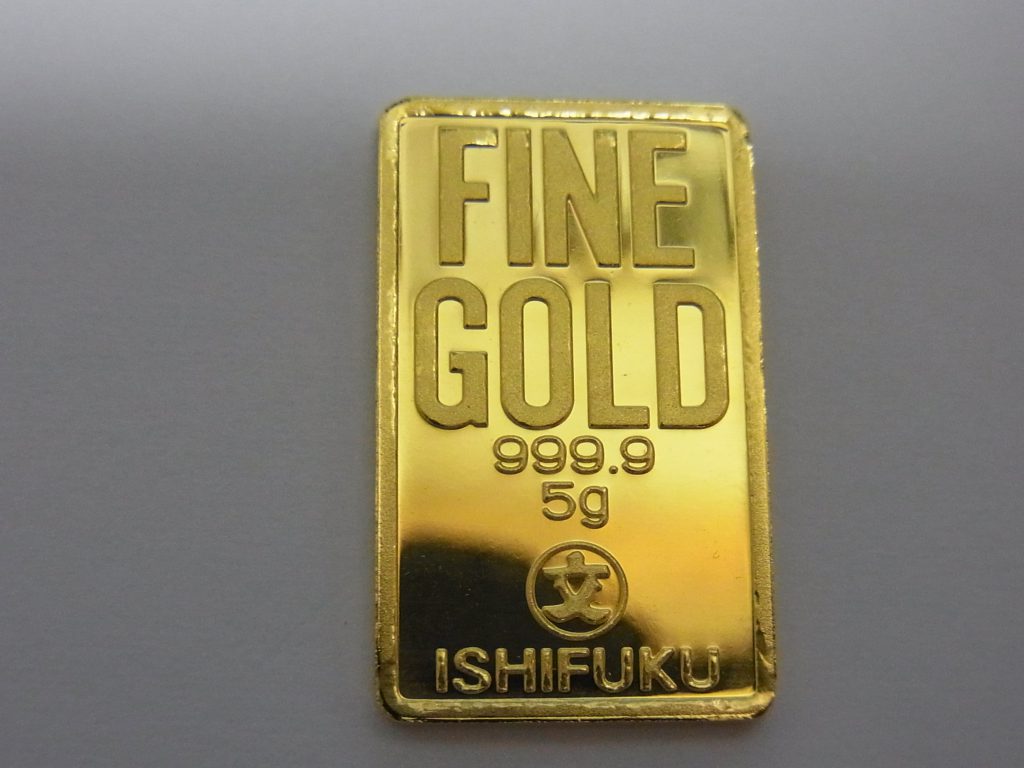 FINE
GOLD
999.9
5g
文
ISHIFUKU